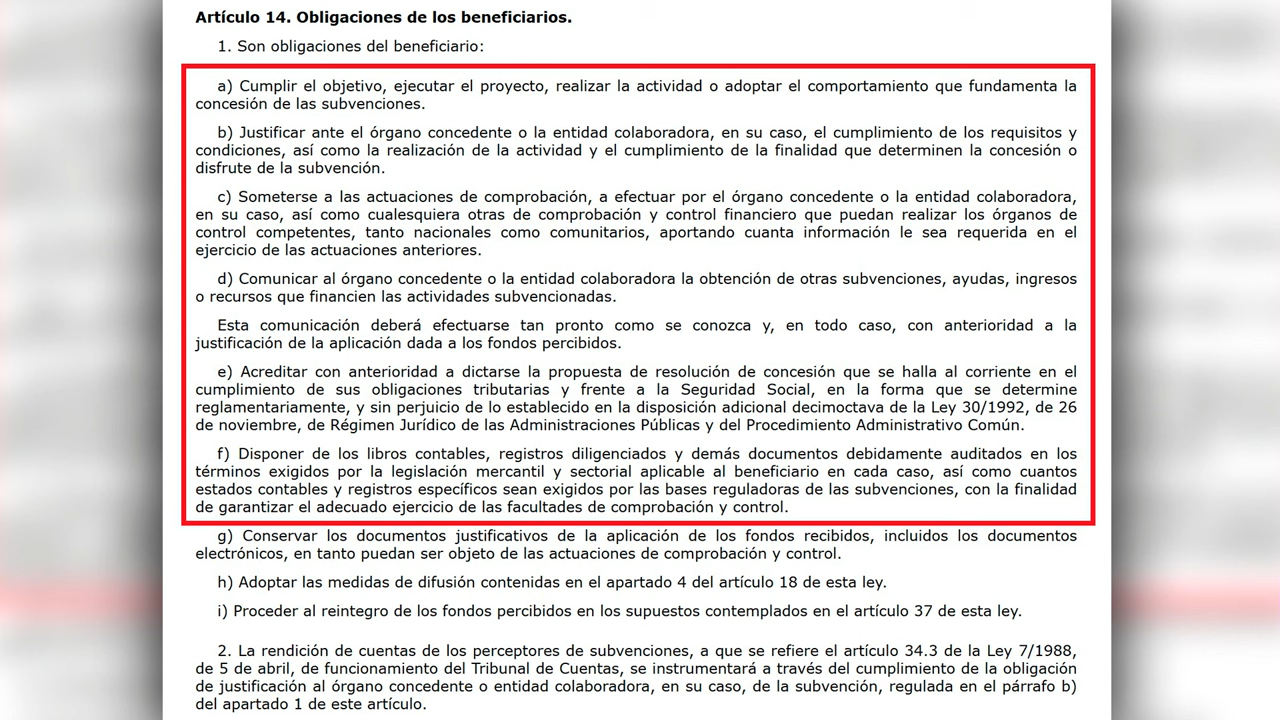 Artículo 14. Obligaciones de los beneficiarios.
1. Son obligaciones del beneficiario:
a) Cumplir el objetivo, ejecutar el proyecto, realizar la actividad o adoptar el comportamiento que fundamenta la
concesión de las subvenciones.
b) Justificar ante el órgano concedente o la entidad colaboradora, en su caso, el cumplimiento de los requisitos y
condiciones, así como la realización de la actividad y el cumplimiento de la finalidad que determinen la concesión o
disfrute de la subvención.
c) Someterse a las actuaciones de comprobación, a efectuar por el órgano concedente o la entidad colaboradora,
en su caso, así como cualesquiera otras de comprobación y control financiero que puedan realizar los órganos de
control competentes, tanto nacionales como comunitarios, aportando cuanta información le sea requerida en el
ejercicio de las actuaciones anteriores.
d) Comunicar al órgano concedente o la entidad colaboradora la obtención de otras subvenciones, ayudas, ingresos
o recursos que financien las actividades subvencionadas.
Esta comunicación deberá efectuarse tan pronto como se conozca y, en todo caso, con anterioridad a la
justificación de la aplicación dada a los fondos percibidos.
e) Acreditar con anterioridad a dictarse la propuesta de resolución de concesión que se halla al corriente en el
cumplimiento de sus obligaciones tributarias y frente a la Seguridad Social, en la forma que se determine
reglamentariamente, y sin perjuicio de lo establecido en la disposición adicional decimoctava de la Ley 30/1992, de 26
de noviembre, de Régimen Jurídico de las Administraciones Públicas y del Procedimiento Administrativo Común.
f) Disponer de los libros contables, registros diligenciados y demás documentos debidamente auditados en los
términos exigidos por la legislación mercantil y sectorial aplicable al beneficiario en cada caso, así como cuantos
estados contables y registros específicos sean exigidos por las bases reguladoras de las subvenciones, con la finalidad
de garantizar el adecuado ejercicio de las facultades de comprobación y control.
g) Conservar los documentos justificativos de la aplicación de los fondos recibidos, incluidos los documentos
electrónicos, en tanto puedan ser objeto de las actuaciones de comprobación y control.
h) Adoptar las medidas de difusión contenidas en el apartado 4 del artículo 18 de esta ley.
i) Proceder al reintegro de los fondos percibidos en los supuestos contemplados en el artículo 37 de esta ley.
2. La rendición de cuentas de los perceptores de subvenciones, a que se refiere el artículo 34.3 de la Ley 7/1988,
de 5 de abril, de funcionamiento del Tribunal de Cuentas, se instrumentará a través del cumplimiento de la obligación
de justificación al órgano concedente o entidad colaboradora, en su caso, de la subvención, regulada en el párrafo b)
del apartado 1 de este artículo.